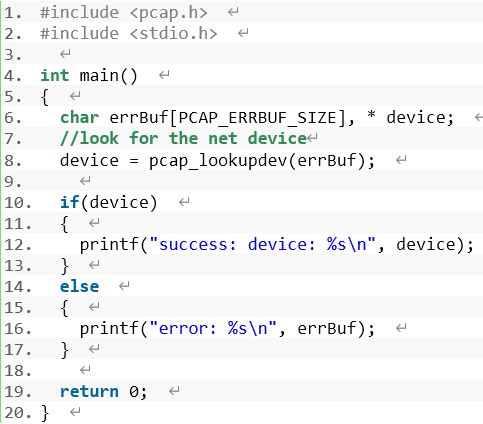 1. #include <pcap.h> ↵
2. #include <stdio.h> ↵
3. ↵
4. int main() ↵
5. { ↵
6. char errBuf[PCAP_ERRBUF_SIZE], * device; ↵
7. //look for the net device↵
8. device = pcap_lookupdev(errBuf); ↵
9. ↵
10. if(device) ↵
11. { ↵
12. printf("success: device: %s\n", device);
13. } ↵
14. else ↵
15. { ↵
16. printf("error: %s\n", errBuf); ↵
17. } ↵
18. ↵
19. return 0; ↵
20. } ↵